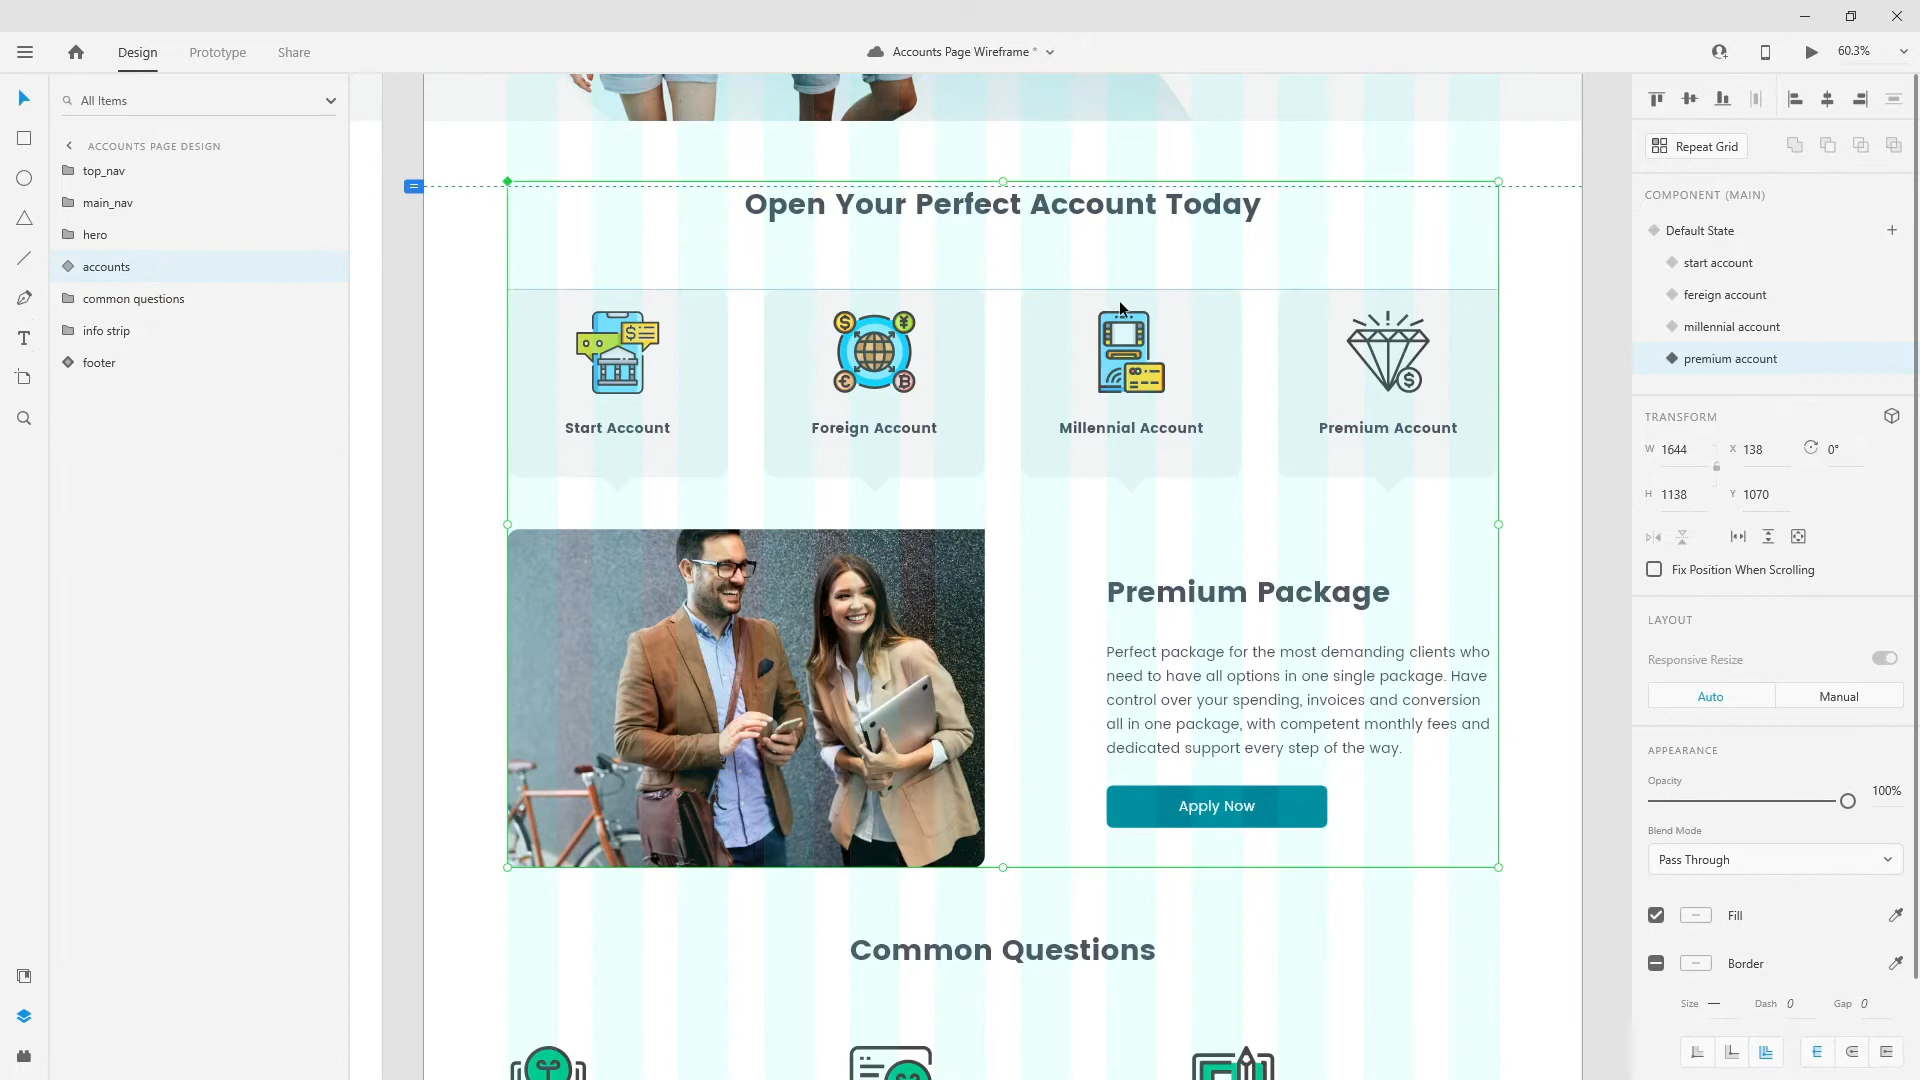 Design
Prototype
Share
Accounts Page Wireframe *
60.3%
All Items
ACCOUNTS PAGE DESIGN
top_nav
main_nav
hero
accounts
common questions
info strip
footer
Open Your Perfect Account Today
Start Account
Foreign Account
Millennial Account
Premium Account
Premium Package
Perfect package for the most demanding clients who
need to have all options in one single package. Have
control over your spending, invoices and conversion
all in one package, with competent monthly fees and
dedicated support every step of the way.
Apply Now
Common Questions
Repeat Grid
COMPONENT (MAIN)
Default State
start account
fereign account
millennial account
premium account
TRANSFORM
W 1644 X 138 0°
H 1138 Y 1070
Fix Position When Scrolling
LAYOUT
Responsive Resize
Auto Manual
APPEARANCE
Opacity
100%
Blend Mode
Pass Through
Fill
Border
Size — Dash 0 Gap 0